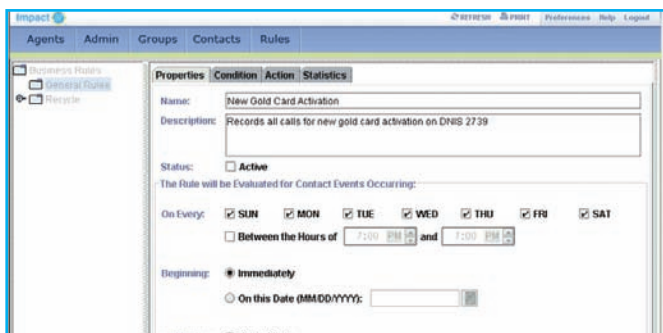 Impact
REFRESH PRINT Preferences Help Logout
Agents Admin Groups Contacts Rules
Business Rules
General Rules
Recycle
Properties Condition Action Statistics
Name: New Gold Card Activation
Description: Records all calls for new gold card activation on DNIS 2739
Status: Active
The Rule will be Evaluated for Contact Events Occurring:
On Every: SUN MON TUE WED THU FRI SAT
Between the Hours of 7:00 PM and 7:00 PM
Beginning: Immediately
On this Date (MM/DD/YYYY):